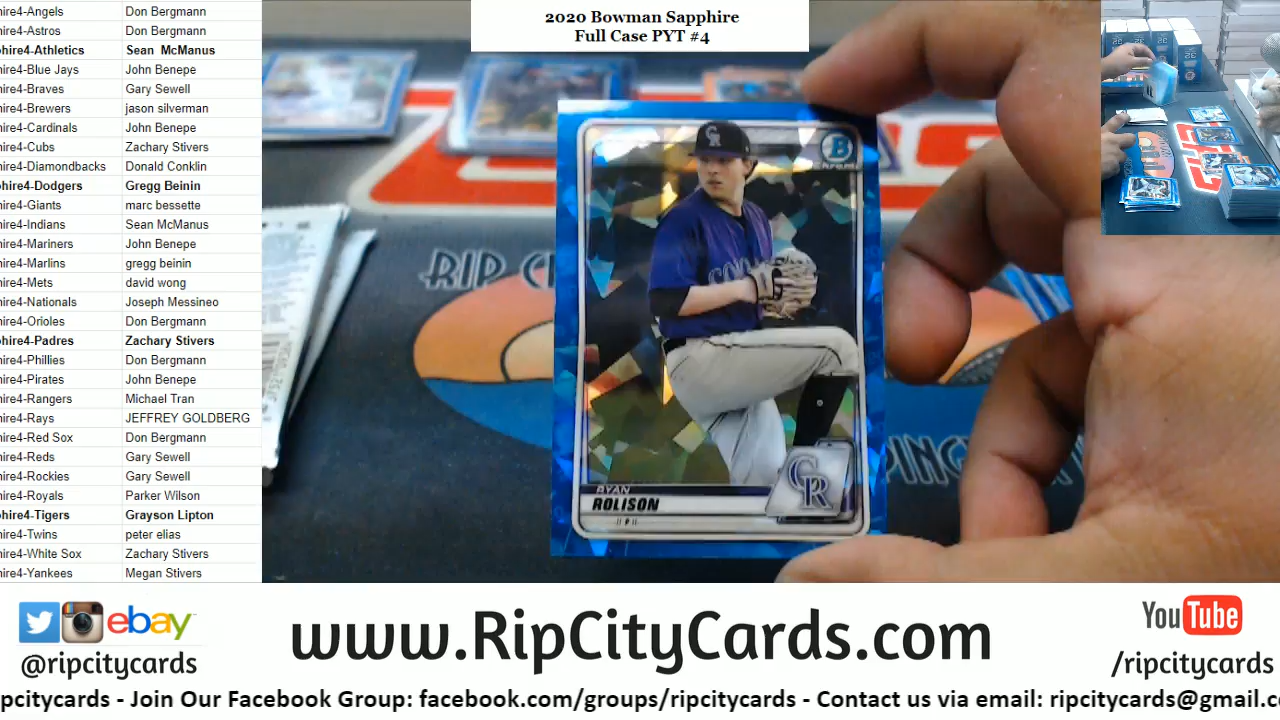 hire4-Angels Don Bergmann
hire4-Astros Don Bergmann
hire4-Athletics Sean McManus
hire4-Blue Jays John Benepe
hire4-Braves Gary Sewell
hire4-Brewers jason silverman
hire4-Cardinals John Benepe
hire4-Cubs Zachary Stivers
hire4-Diamondbacks Donald Conklin
hire4-Dodgers Gregg Beinin
hire4-Giants marc bessette
hire4-Indians Sean McManus
hire4-Mariners John Benepe
hire4-Marlins gregg beinin
hire4-Mets david wong
hire4-Nationals Joseph Messineo
hire4-Orioles Don Bergmann
hire4-Padres Zachary Stivers
hire4-Phillies Don Bergmann
hire4-Pirates John Benepe
hire4-Rangers Michael Tran
hire4-Rays JEFFREY GOLDBERG
hire4-Red Sox Don Bergmann
hire4-Reds Gary Sewell
hire4-Rockies Gary Sewell
hire4-Royals Parker Wilson
hire4-Tigers Grayson Lipton
hire4-Twins peter elias
hire4-White Sox Zachary Stivers
hire4-Yankees Megan Stivers
2020 Bowman Sapphire
Full Case PYT #4
CR
B
RIP
RYAN
ROLISON
P
CR
ebay
@ripcitycards
www.RipCityCards.com
YouTube
/ripcitycards
pcitycards - Join Our Facebook Group: facebook.com/groups/ripcitycards - Contact us via email: ripcitycards@gmail.c